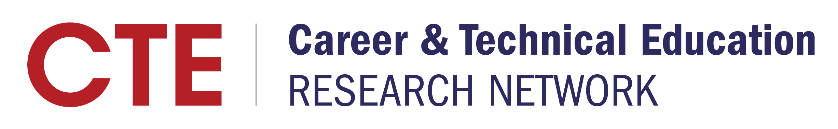 CTE
Career & Technical Education
RESEARCH NETWORK